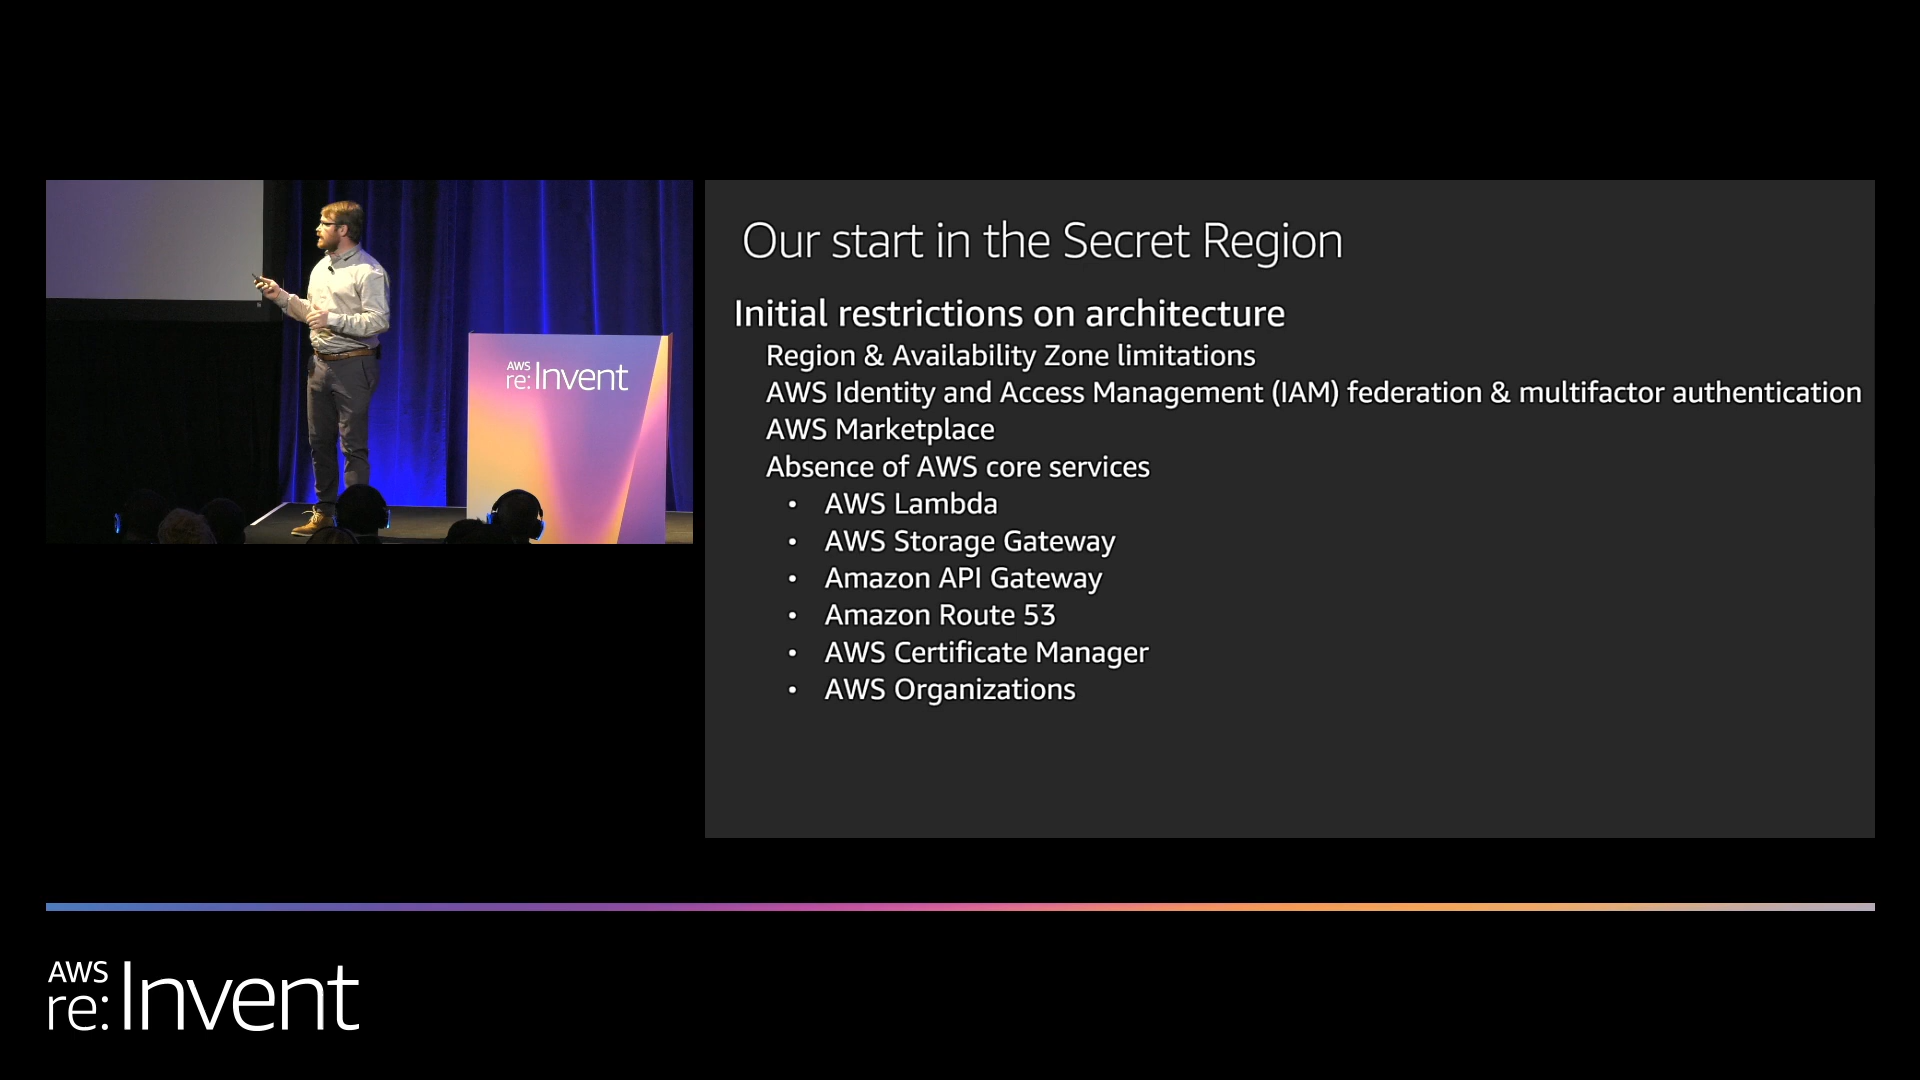 AWS
re:Invent
Our start in the Secret Region
Initial restrictions on architecture
Region & Availability Zone limitations
AWS Identity and Access Management (IAM) federation & multifactor authentication
AWS Marketplace
Absence of AWS core services
• AWS Lambda
• AWS Storage Gateway
• Amazon API Gateway
• Amazon Route 53
• AWS Certificate Manager
• AWS Organizations
AWS
re:Invent